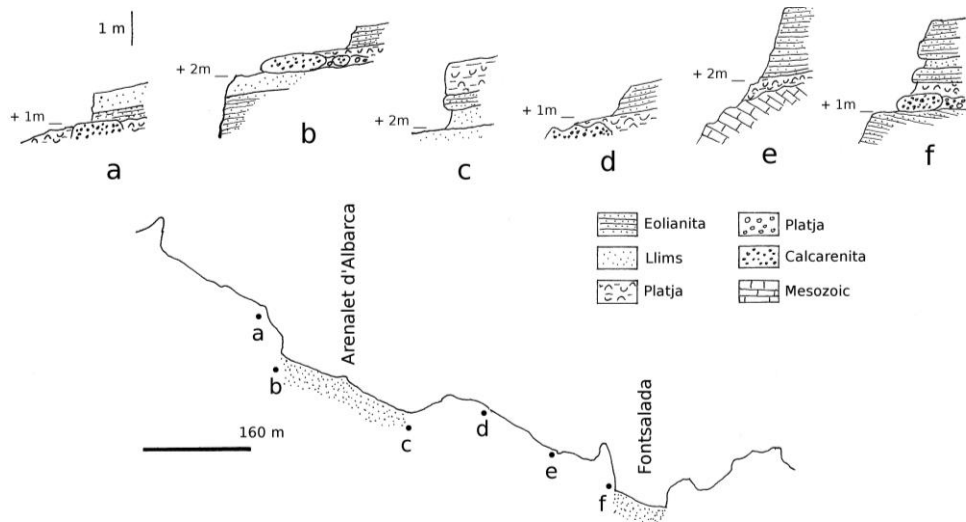 1 m
+ 1m
a
+ 2m
b
+ 2m
c
+ 1m
d
+ 2m
e
+ 1m
f
Eolianita
Llims
Platja
Platja
Calcarenita
Mesozoic
Arenalet d'Albarca
Fontsalada
a
b
c
d
e
f
160 m